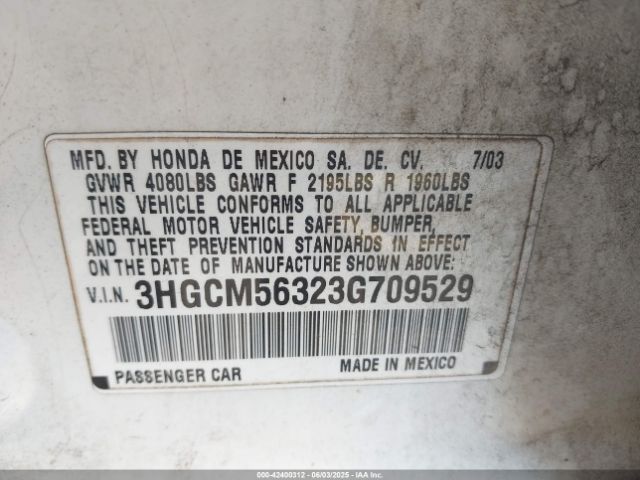 MFD. BY HONDA DE MEXICO SA. DE. CV. 7/03
GVWR 4080LBS GAWR F 2195LBS R 1960LBS
THIS VEHICLE CONFORMS TO ALL APPLICABLE
FEDERAL MOTOR VEHICLE SAFETY, BUMPER,
AND THEFT PREVENTION STANDARDS IN EFFECT
ON THE DATE OF MANUFACTURE SHOWN ABOVE:
V.I.N. 3HGCM56323G709529
PASSENGER CAR MADE IN MEXICO
000-42400312 - 06/03/2025 - IAA Inc.